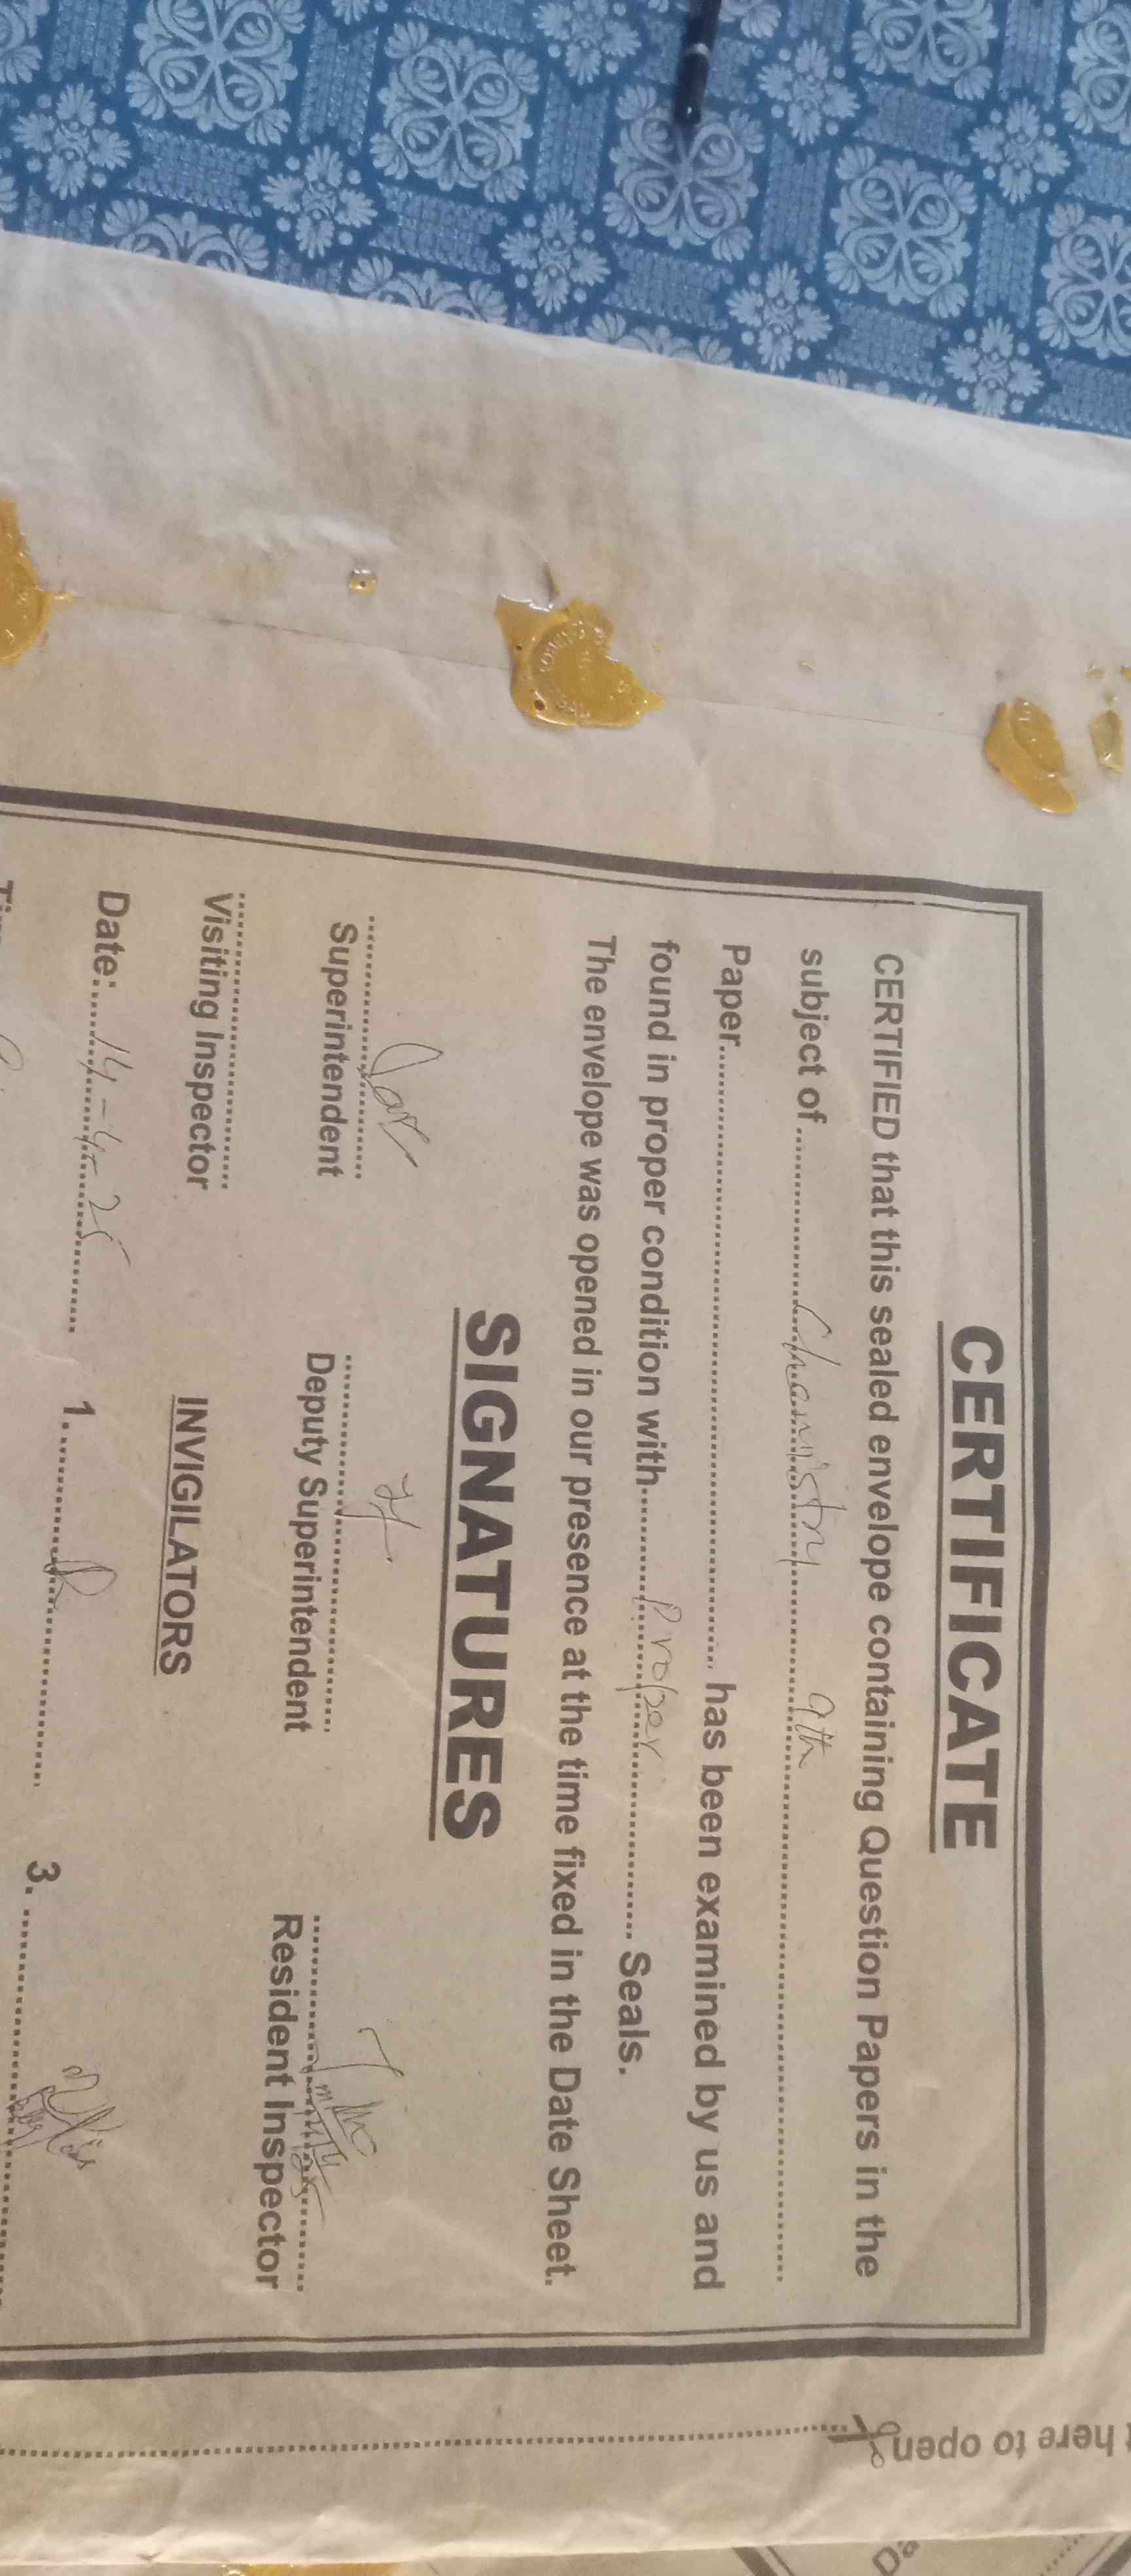 CERTIFICATE
CERTIFIED that this sealed envelope containing Question Papers in the
subject of Chemistry 9th
Paper has been examined by us and
found in proper condition with Proper Seals.
The envelope was opened in our presence at the time fixed in the Date Sheet.
SIGNATURES
Superintendent Deputy Superintendent Resident Inspector
Visiting Inspector INVIGILATORS
Date: 14-4-25 1. 3.
here to open